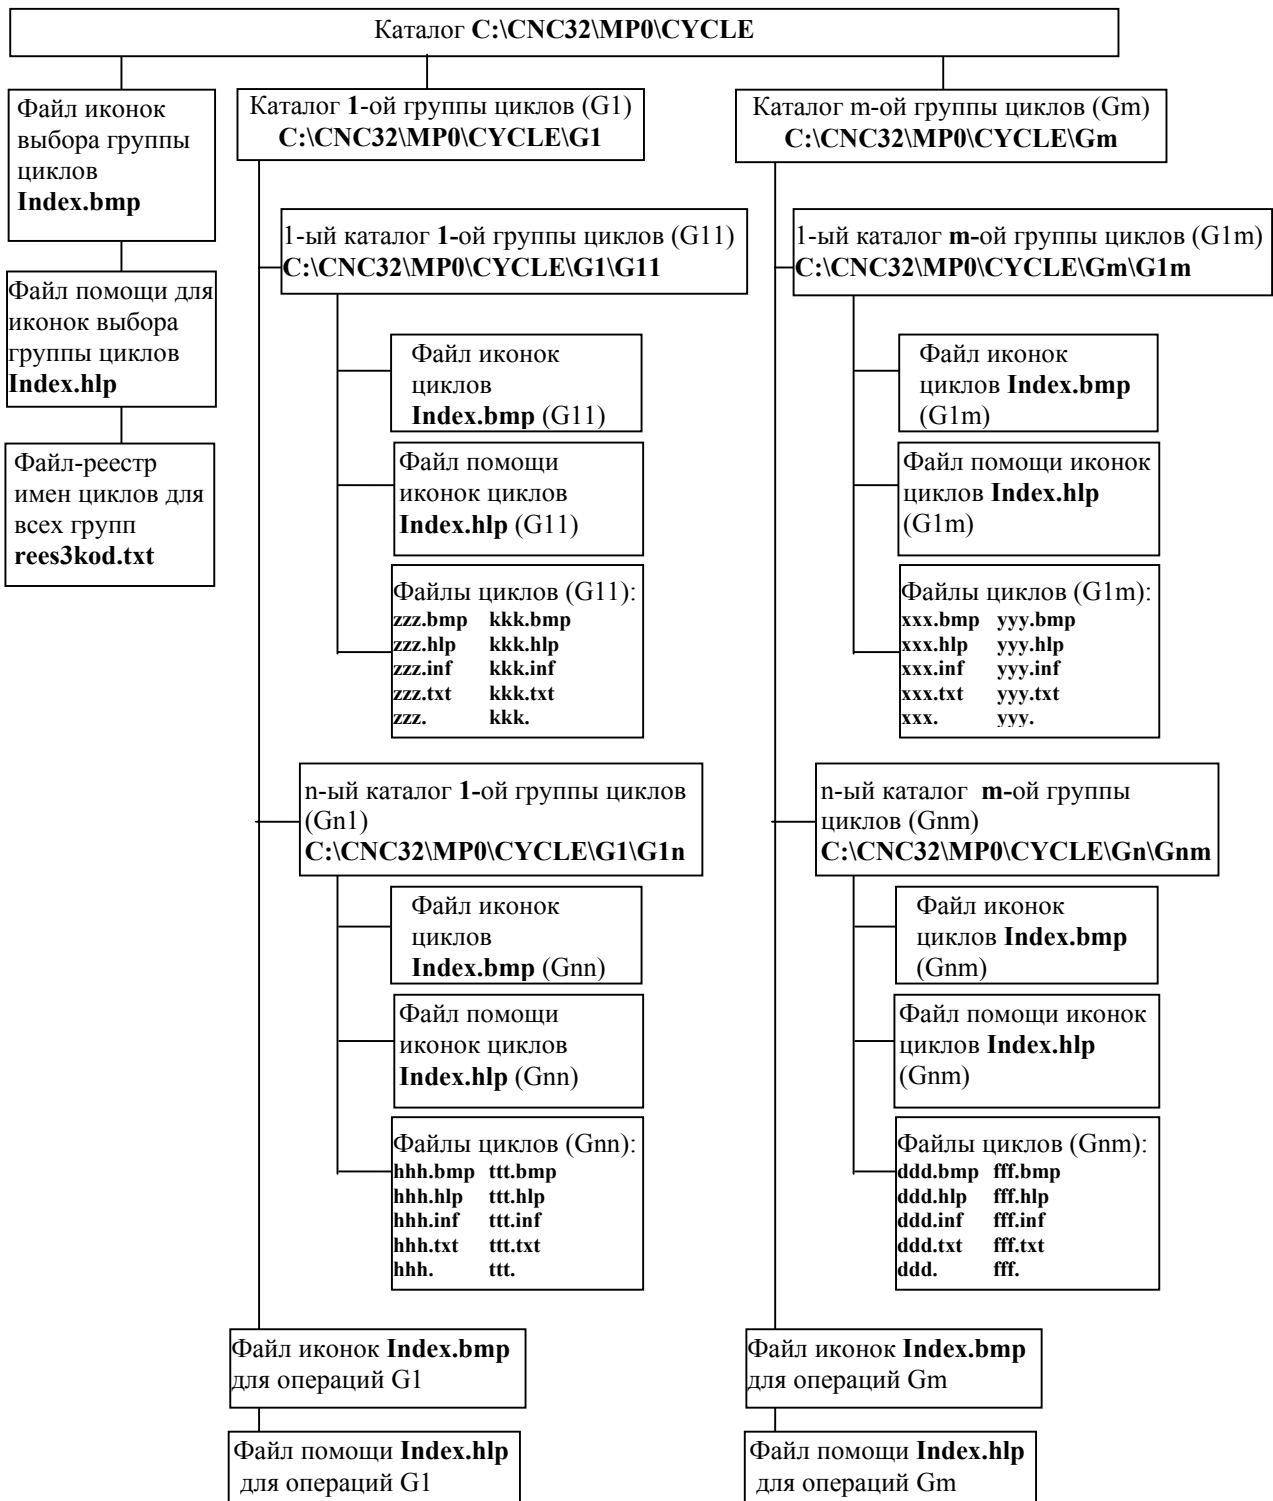 Каталог C:\CNC32\MP0\CYCLE
Файл иконок
выбора группы
циклов
Index.bmp
Файл помощи для
иконок выбора
группы циклов
Index.hlp
Файл-реестр
имен циклов для
всех групп
rees3kod.txt
Каталог 1-ой группы циклов (G1)
C:\CNC32\MP0\CYCLE\G1
1-ый каталог 1-ой группы циклов (G11)
C:\CNC32\MP0\CYCLE\G1\G11
Файл иконок
циклов
Index.bmp (G11)
Файл помощи
иконок циклов
Index.hlp (G11)
Файлы циклов (G11):
zzz.bmp kkk.bmp
zzz.hlp kkk.hlp
zzz.inf kkk.inf
zzz.txt kkk.txt
zzz. kkk.
n-ый каталог 1-ой группы циклов
(Gn1)
C:\CNC32\MP0\CYCLE\G1\G1n
Файл иконок
циклов
Index.bmp (Gnn)
Файл помощи
иконок циклов
Index.hlp (Gnn)
Файлы циклов (Gnn):
hhh.bmp ttt.bmp
hhh.hlp ttt.hlp
hhh.inf ttt.inf
hhh.txt ttt.txt
hhh. ttt.
Файл иконок Index.bmp
для операций G1
Файл помощи Index.hlp
для операций G1
Каталог m-ой группы циклов (Gm)
C:\CNC32\MP0\CYCLE\Gm
1-ый каталог m-ой группы циклов (G1m)
C:\CNC32\MP0\CYCLE\Gm\G1m
Файл иконок
циклов Index.bmp
(G1m)
Файл помощи иконок
циклов Index.hlp
(G1m)
Файлы циклов (G1m):
xxx.bmp yyy.bmp
xxx.hlp yyy.hlp
xxx.inf yyy.inf
xxx.txt yyy.txt
xxx. yyy.
n-ый каталог m-ой группы
циклов (Gnm)
C:\CNC32\MP0\CYCLE\Gn\Gnm
Файл иконок
циклов Index.bmp
(Gnm)
Файл помощи иконок
циклов Index.hlp
(Gnm)
Файлы циклов (Gnm):
ddd.bmp fff.bmp
ddd.hlp fff.hlp
ddd.inf fff.inf
ddd.txt fff.txt
ddd. fff.
Файл иконок Index.bmp
для операций Gm
Файл помощи Index.hlp
для операций Gm